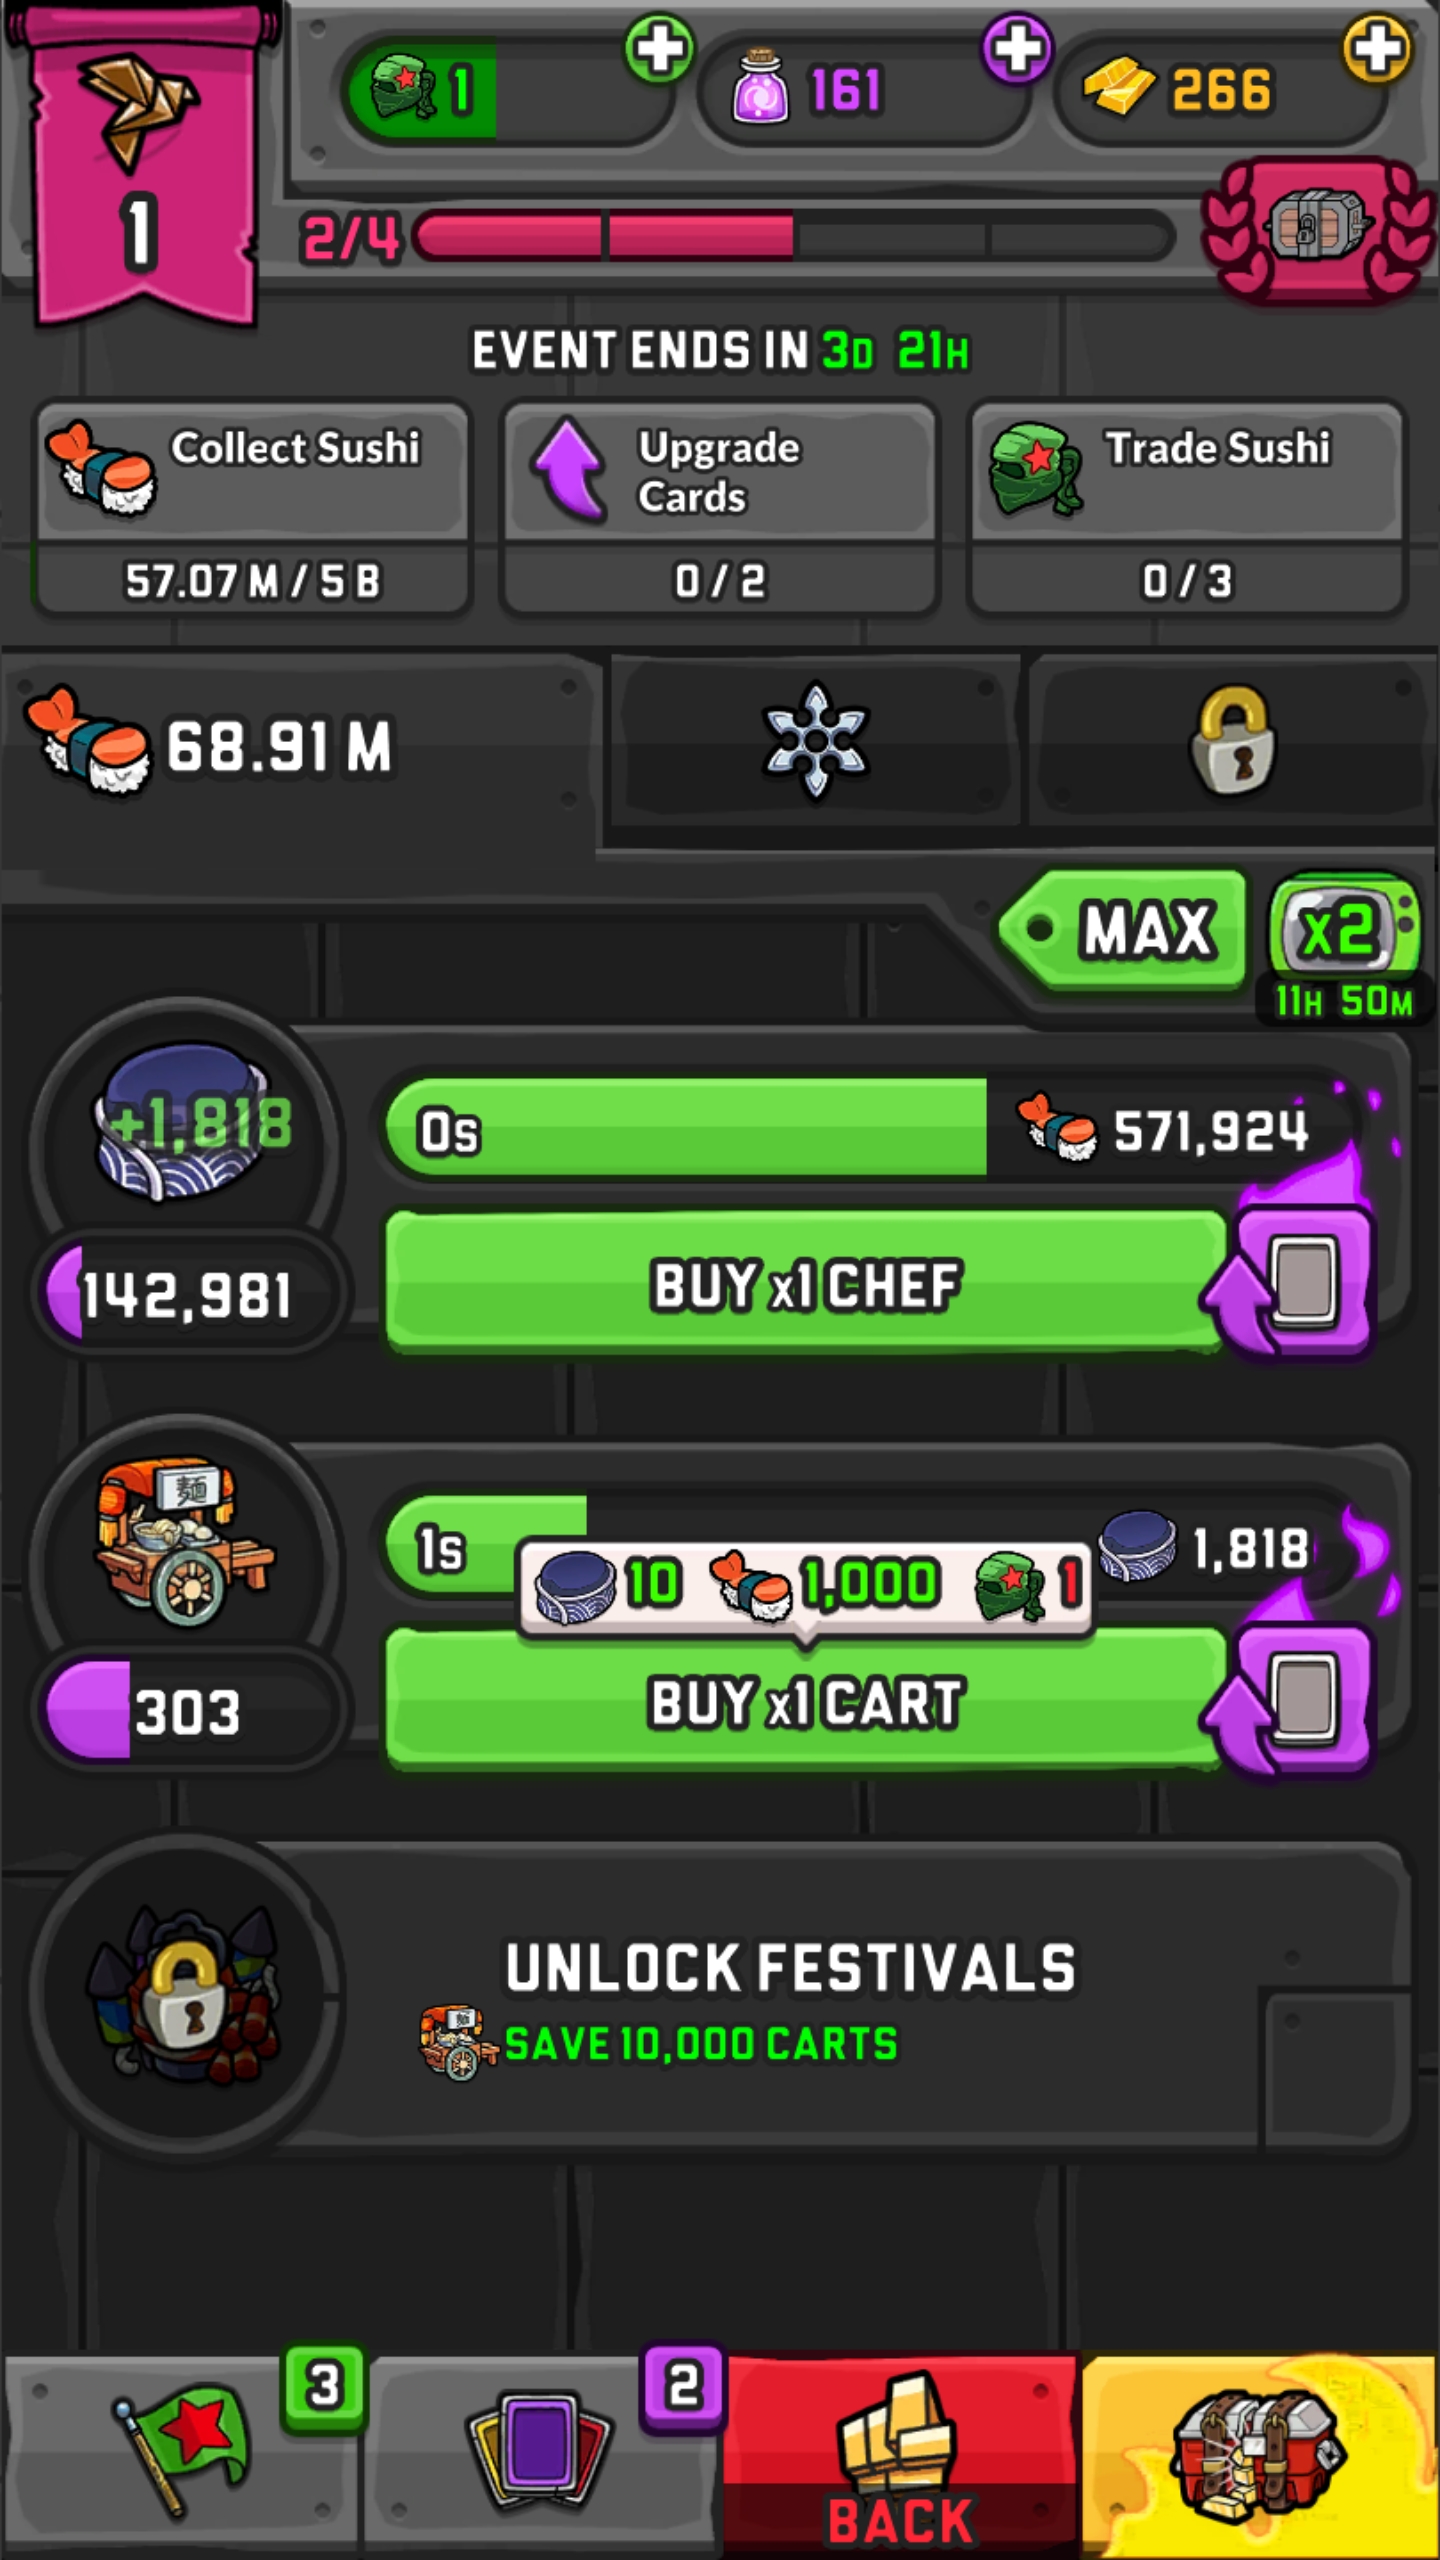 1
161
266
1
2/4
EVENT ENDS IN 3D 21H
Collect Sushi
57.07 M / 5 B
Upgrade
Cards
0 / 2
Trade Sushi
0 / 3
68.91 M
MAX
x2
11H 50M
+1,818
0s
571,924
142,981
BUY x1 CHEF
麺
1s
1,818
10
1,000
1
303
BUY x1 CART
UNLOCK FESTIVALS
SAVE 10,000 CARTS
3
2
BACK